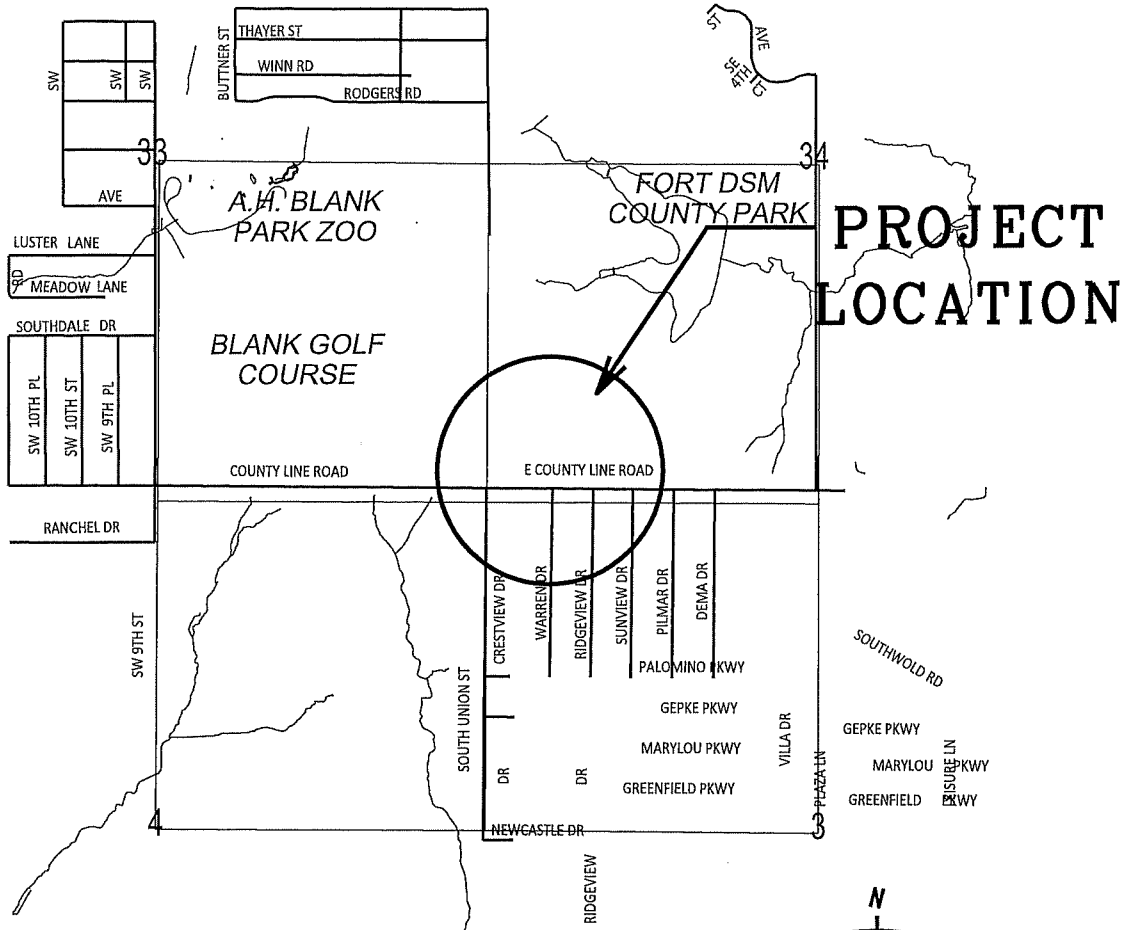 THAYER ST
WINN RD
RODGERS RD
BUTTNER ST
SW
SW
SW
ST
AVE
SE
4TH
CT
33
34
AVE
A.H. BLANK
PARK ZOO
FORT DSM
COUNTY PARK
PROJECT
LOCATION
LUSTER LANE
RD
MEADOW LANE
SOUTHDALE DR
SW 10TH PL
SW 10TH ST
SW 9TH PL
BLANK GOLF
COURSE
COUNTY LINE ROAD
E COUNTY LINE ROAD
RANCHEL DR
SW 9TH ST
CRESTVIEW DR
WARREN DR
RIDGEVIEW DR
SUNVIEW DR
PILMAR DR
DEMA DR
PALOMINO PKWY
SOUTHWOLD RD
SOUTH UNION ST
GEPKE PKWY
VILLA DR
GEPKE PKWY
MARYLOU PKWY
MARYLOU PKWY
LEISURE LN
DR
DR
GREENFIELD PKWY
PLAZA LN
GREENFIELD PKWY
4
3
NEWCASTLE DR
RIDGEVIEW
N